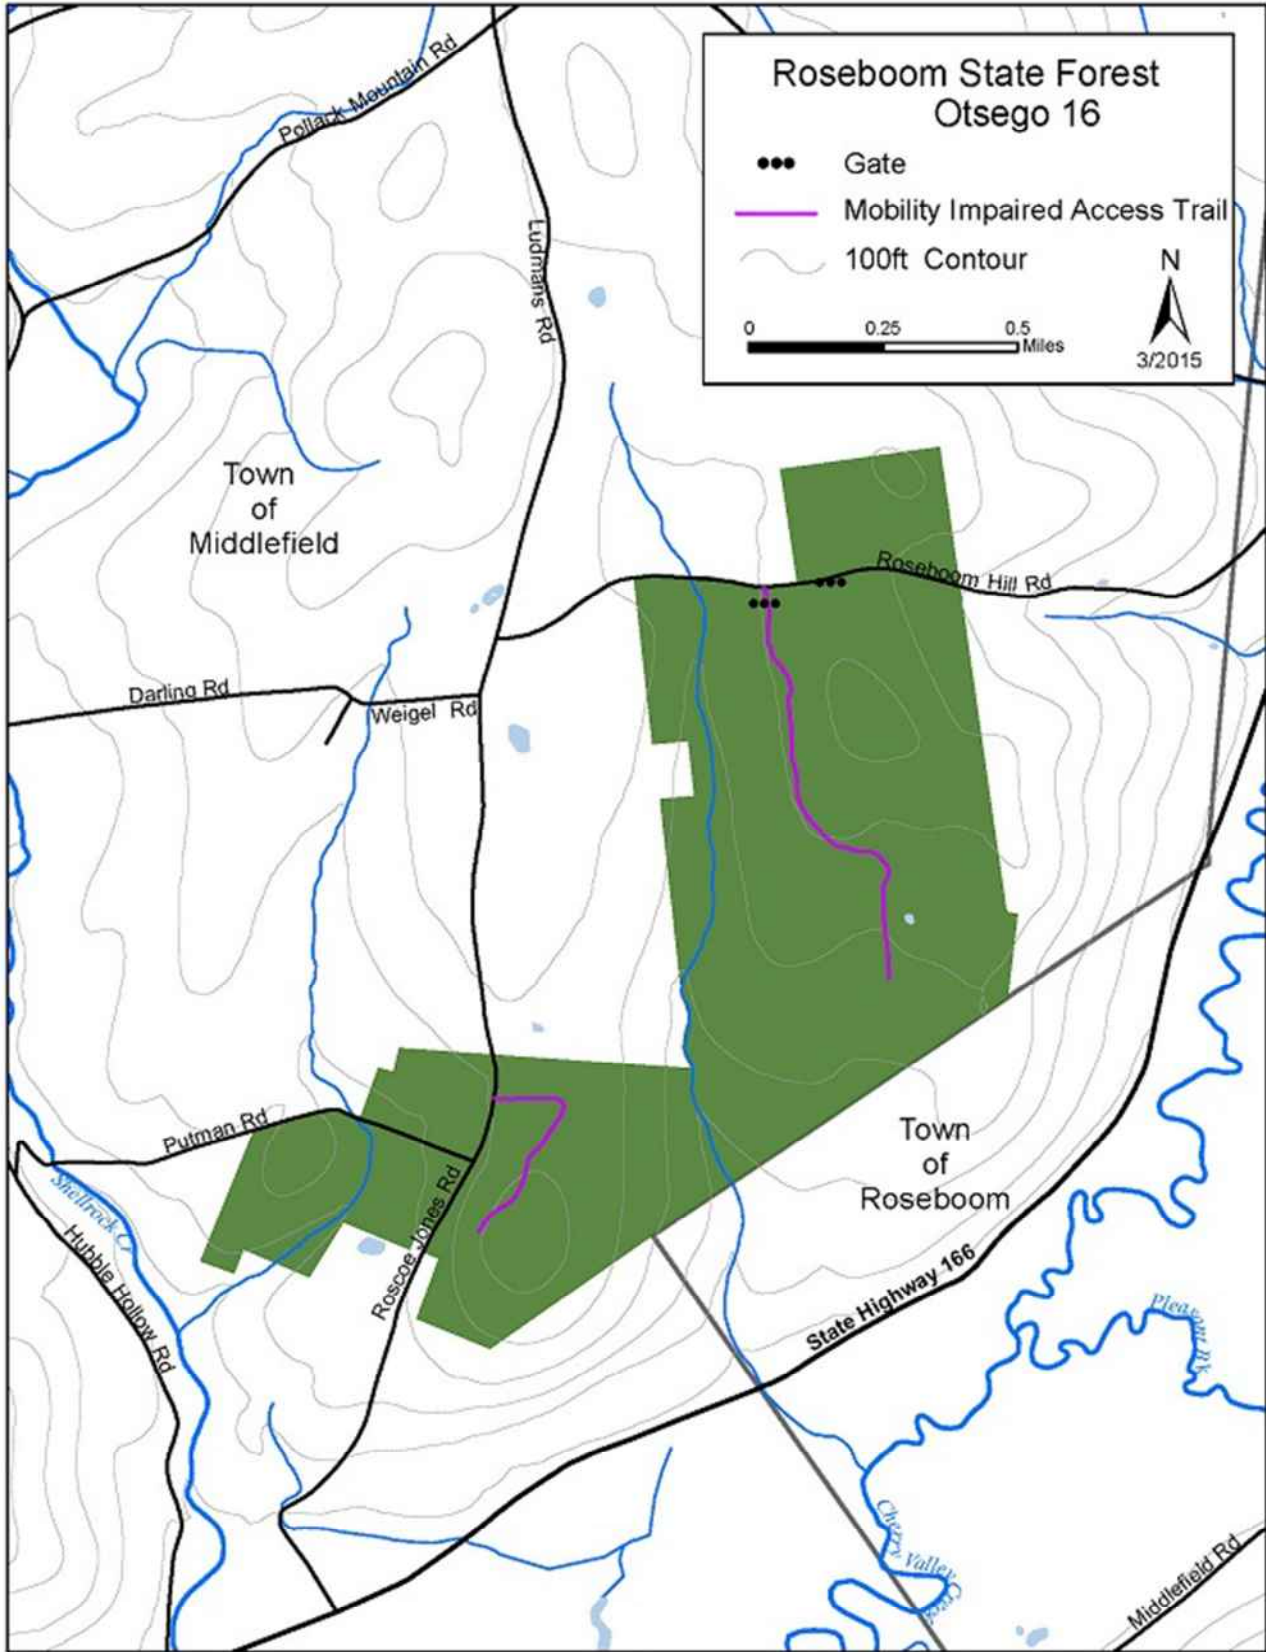 Roseboom State Forest
Otsego 16
Gate
Mobility Impaired Access Trail
100ft Contour
N
0 0.25 0.5
Miles
3/2015
Pollack Mountain Rd
Ludmans Rd
Town
of
Middlefield
Roseboom Hill Rd
Darling Rd
Weigel Rd
Putman Rd
Town
of
Roseboom
Shellrock Cr
Roscoe Jones Rd
Hubble Hollow Rd
State Highway 166
Pleasant Bk
Cherry Valley Creek
Middlefield Rd